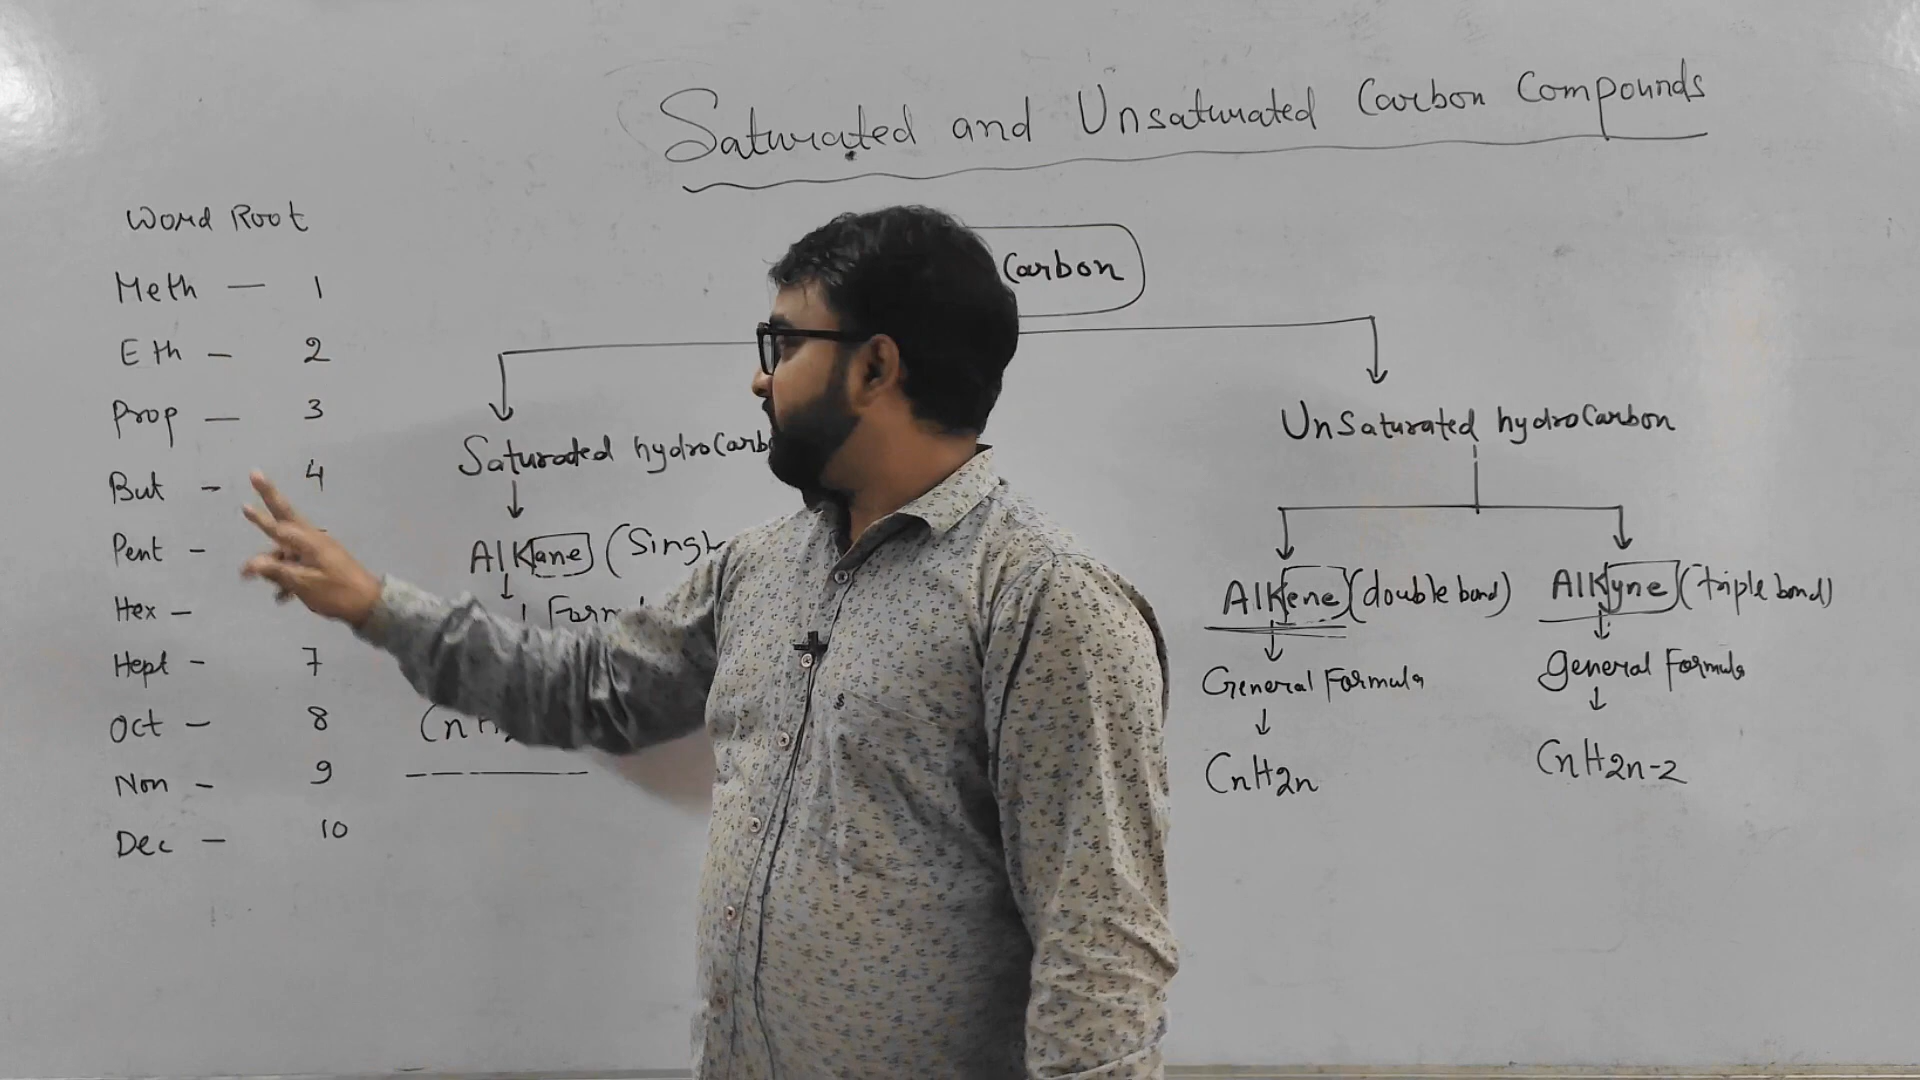 Saturated and Unsaturated Carbon Compounds
Word Root
Meth — 1
Eth — 2
Prop — 3
But - 4
Pent -
Hex —
Hept - 7
Oct - 8
Non - 9
Dec - 10
Carbon
Saturated hydrocarb
Alkane (Singl
Form
CnH2
Unsaturated hydrocarbon
Alkene (double bond)
General Formula
CnH2n
Alkyne (triple bond)
General Formula
CnH2n-2